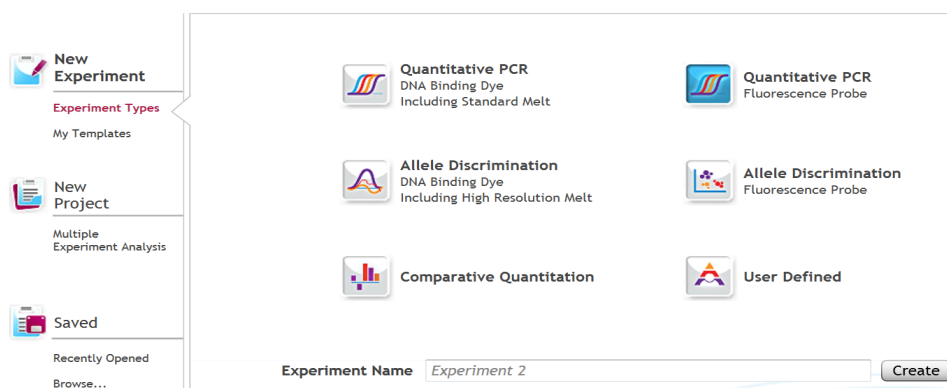 New
Experiment
Experiment Types
My Templates
New
Project
Multiple
Experiment Analysis
Saved
Recently Opened
Browse...
Quantitative PCR
DNA Binding Dye
Including Standard Melt
Quantitative PCR
Fluorescence Probe
Allele Discrimination
DNA Binding Dye
Including High Resolution Melt
Allele Discrimination
Fluorescence Probe
Comparative Quantitation
User Defined
Experiment Name Experiment 2 Create